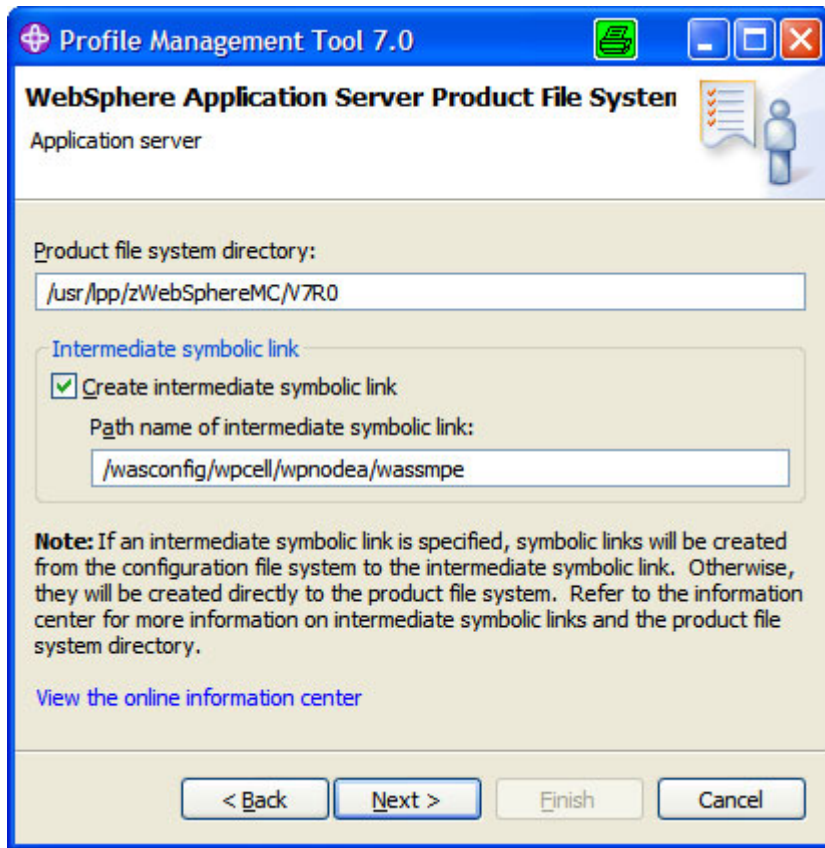 Profile Management Tool 7.0
WebSphere Application Server Product File System
Application server
Product file system directory:
/usr/lpp/zWebSphereMC/V7R0
Intermediate symbolic link
Create intermediate symbolic link
Path name of intermediate symbolic link:
/wasconfig/wpcell/wpnodea/wassmpe
Note: If an intermediate symbolic link is specified, symbolic links will be created
from the configuration file system to the intermediate symbolic link. Otherwise,
they will be created directly to the product file system. Refer to the information
center for more information on intermediate symbolic links and the product file
system directory.
View the online information center
< Back Next > Finish Cancel